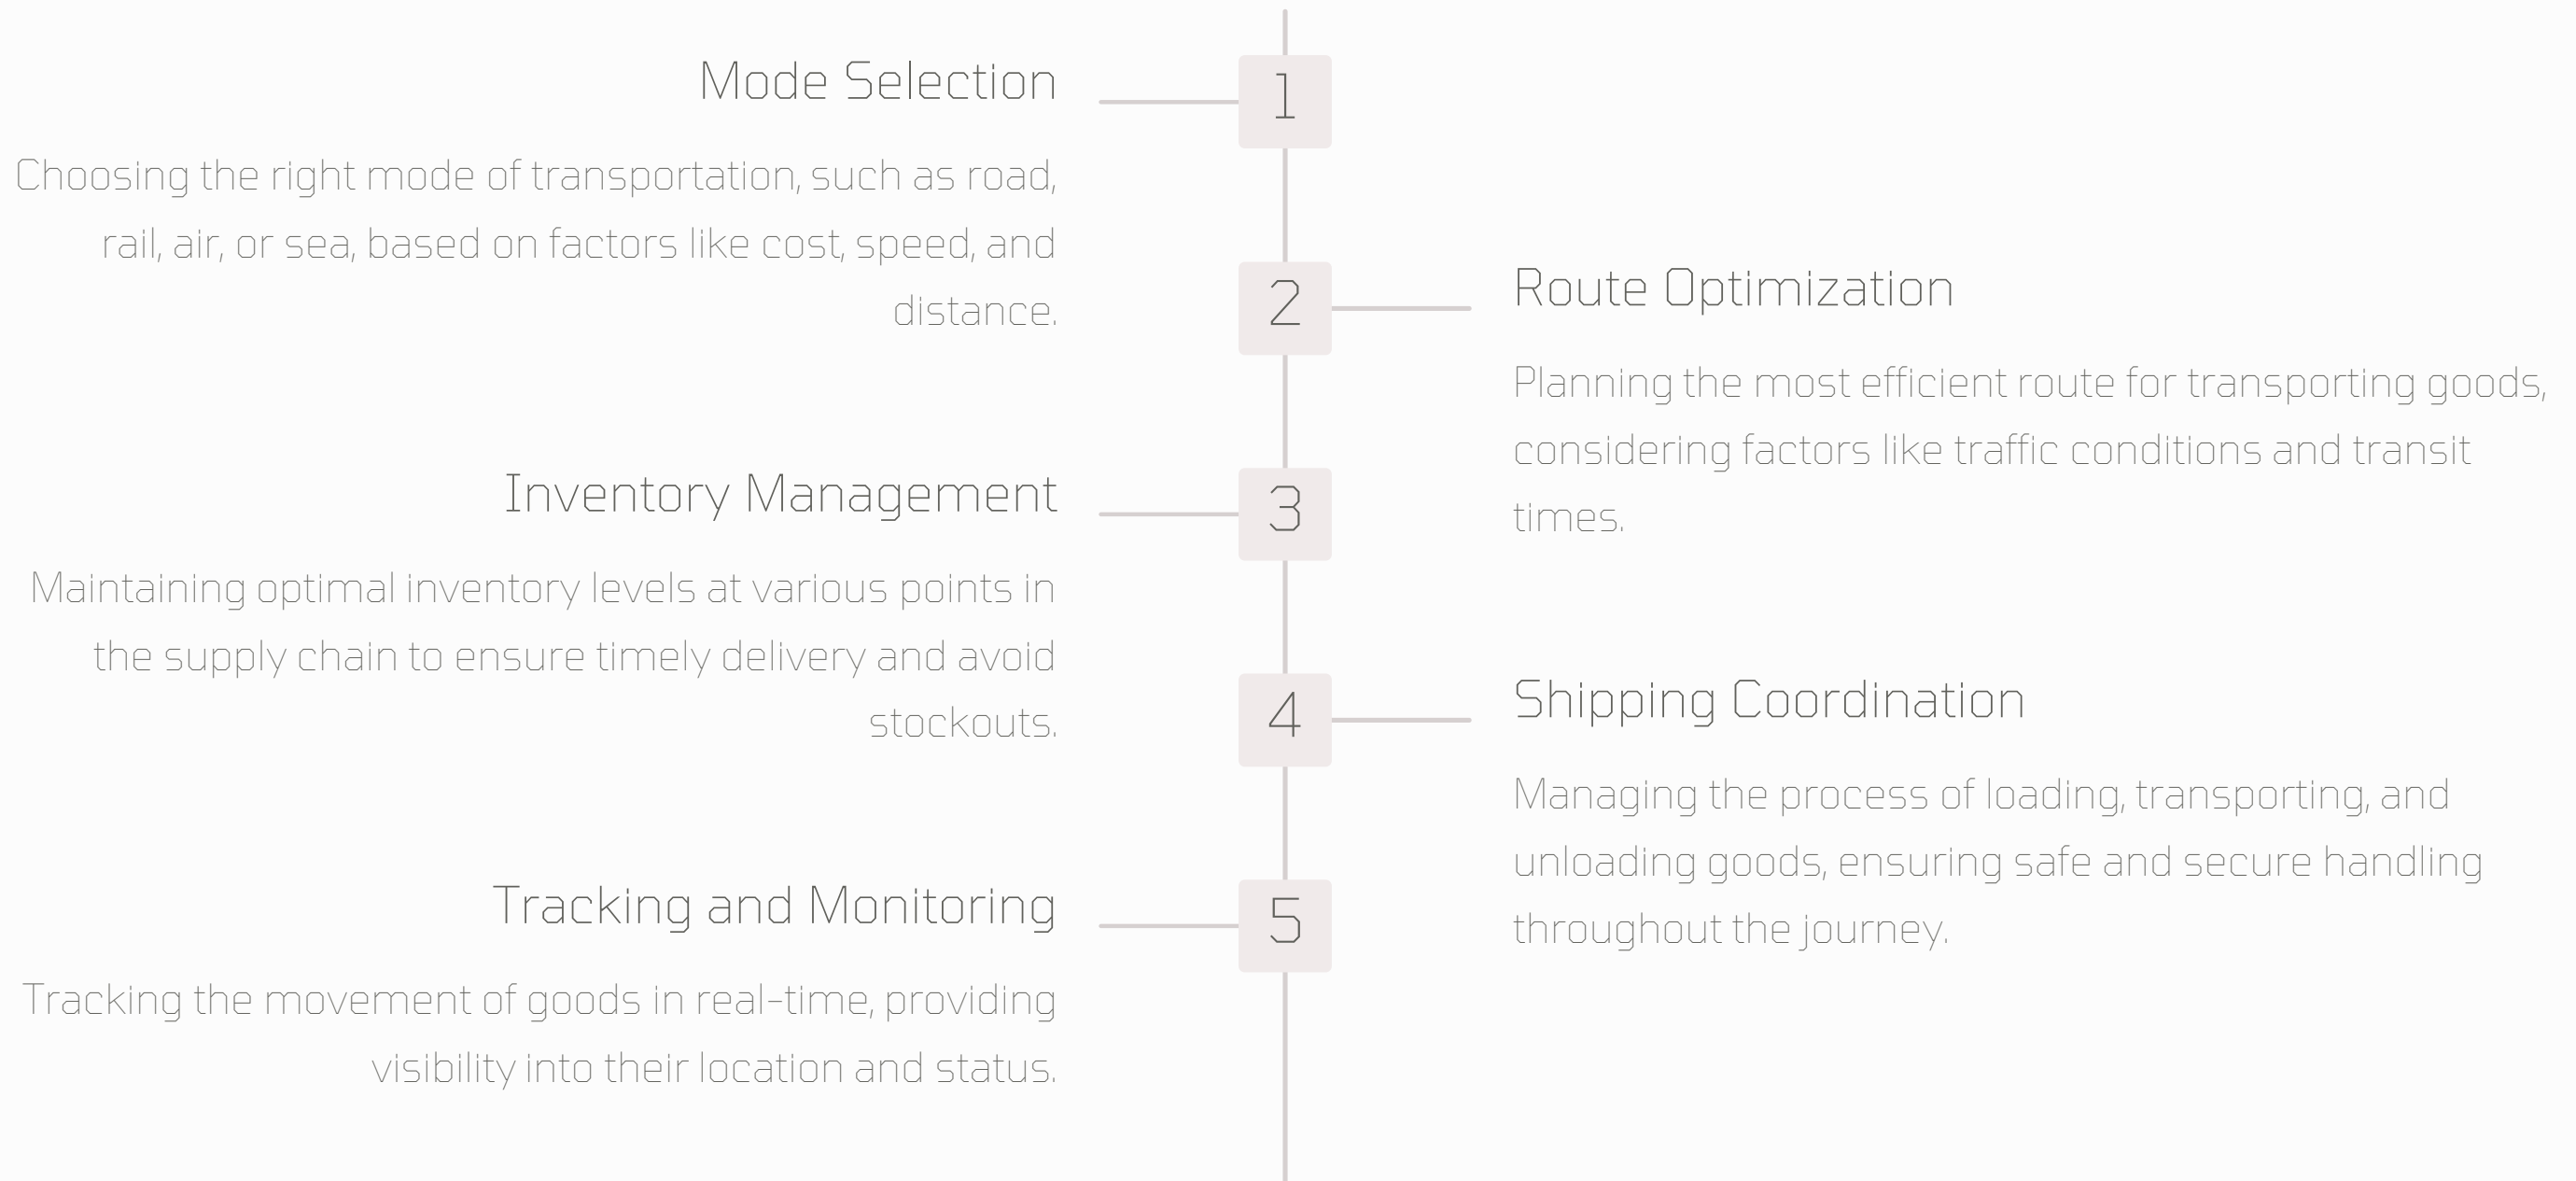 1
Mode Selection
Choosing the right mode of transportation, such as road,
rail, air, or sea, based on factors like cost, speed, and
distance.
2
Route Optimization
Planning the most efficient route for transporting goods,
considering factors like traffic conditions and transit
times.
3
Inventory Management
Maintaining optimal inventory levels at various points in
the supply chain to ensure timely delivery and avoid
stockouts.
4
Shipping Coordination
Managing the process of loading, transporting, and
unloading goods, ensuring safe and secure handling
throughout the journey.
5
Tracking and Monitoring
Tracking the movement of goods in real-time, providing
visibility into their location and status.